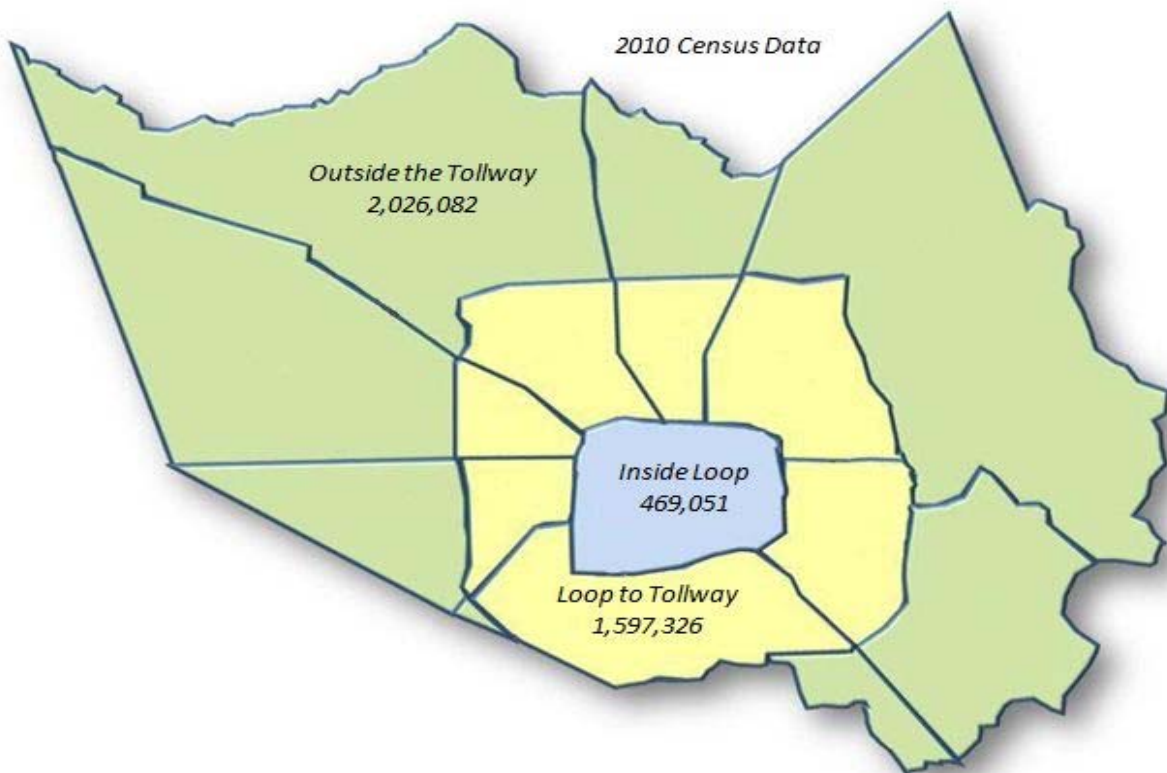 2010 Census Data
Outside the Tollway
2,026,082
Inside Loop
469,051
Loop to Tollway
1,597,326